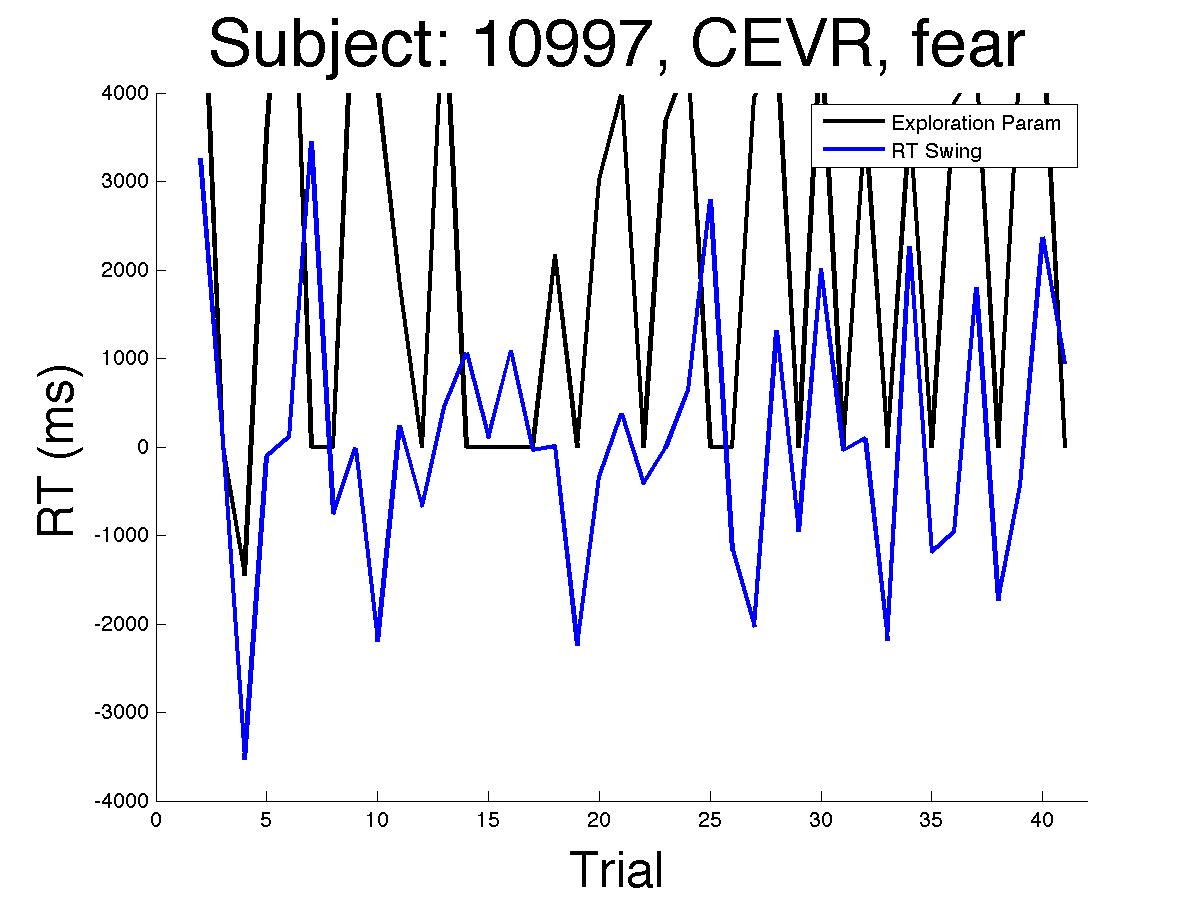 Subject: 10997, CEVR, fear
4000
3000
2000
1000
0
-1000
-2000
-3000
-4000
RT (ms)
Exploration Param
RT Swing
0 5 10 15 20 25 30 35 40
Trial